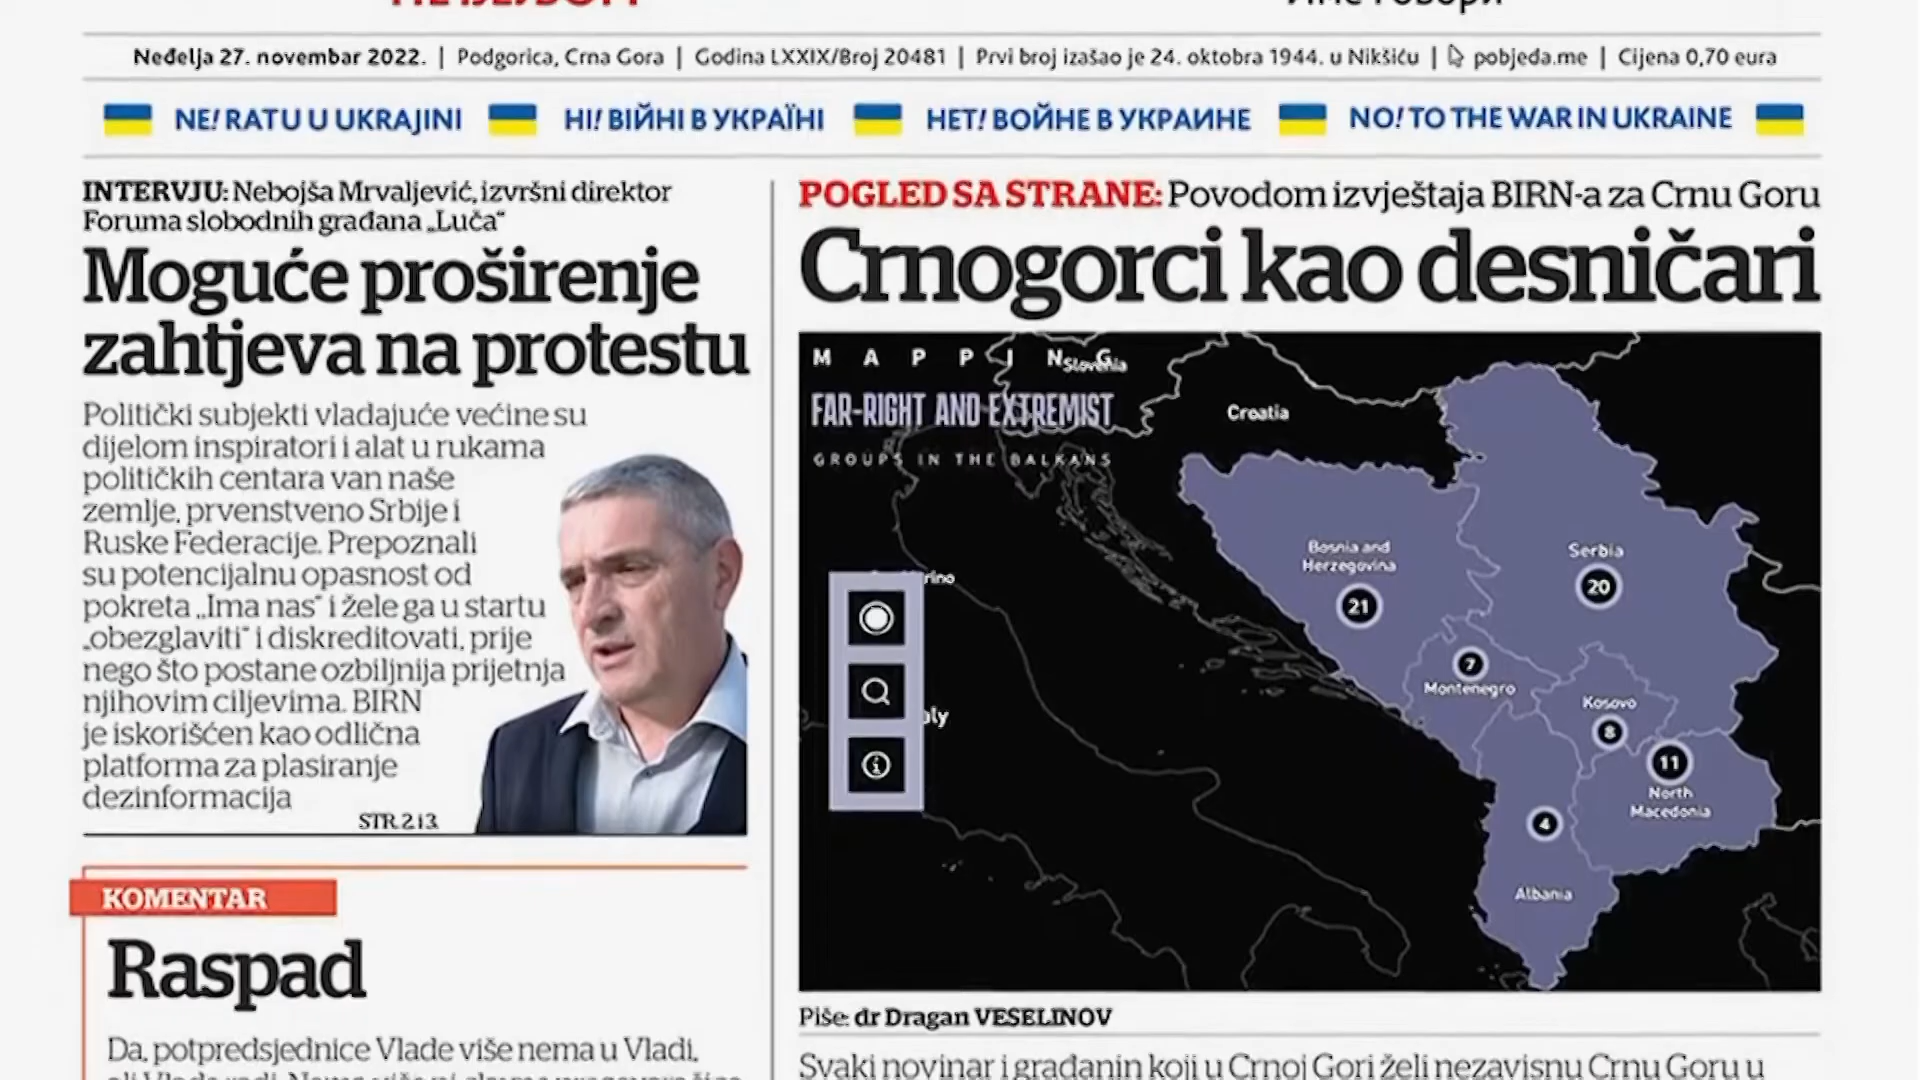 Nedelja 27. novembar 2022. | Podgorica, Crna Gora | Godina LXXIX/Broj 20481 | Prvi broj izašao je 24. oktobra 1944. u Nikšiću | pobjeda.me | Cijena 0,70 eura
NE! RATU U UKRAJINI НІ! ВІЙНІ В УКРАЇНІ НЕТ! ВОЙНЕ В УКРАИНЕ NO! TO THE WAR IN UKRAINE
INTERVJU: Nebojša Mrvaljević, izvršni direktor
Foruma slobodnih građana „Luča“
Moguće proširenje
zahtjeva na protestu
Politički subjekti vladajuće većine su
dijelom inspiratori i alat u rukama
političkih centara van naše
zemlje, prvenstveno Srbije i
Ruske Federacije. Prepoznali
su potencijalnu opasnost od
pokreta „Ima nas“ i žele ga u startu
„obezglaviti“ i diskreditovati, prije
nego što postane ozbiljnija prijetnja
njihovim ciljevima. BIRN
je iskorišćen kao odlična
platforma za plasiranje
dezinformacija
STR. 2 i 3.
KOMENTAR
Raspad
Da, potpredsjednice Vlade više nema u Vladi,
POGLED SA STRANE: Povodom izvještaja BIRN-a za Crnu Goru
Crnogorci kao desničari
MAPPING
Slovenia
FAR-RIGHT AND EXTREMIST
Croatia
GROUPS IN THE BALKANS
Bosnia and
Herzegovina
21
Serbia
20
7
Montenegro
Kosovo
8
11
North
Macedonia
4
Albania
Piše: dr Dragan VESELINOV
Svaki novinar i građanin koji u Crnoj Gori želi nezavisnu Crnu Goru u